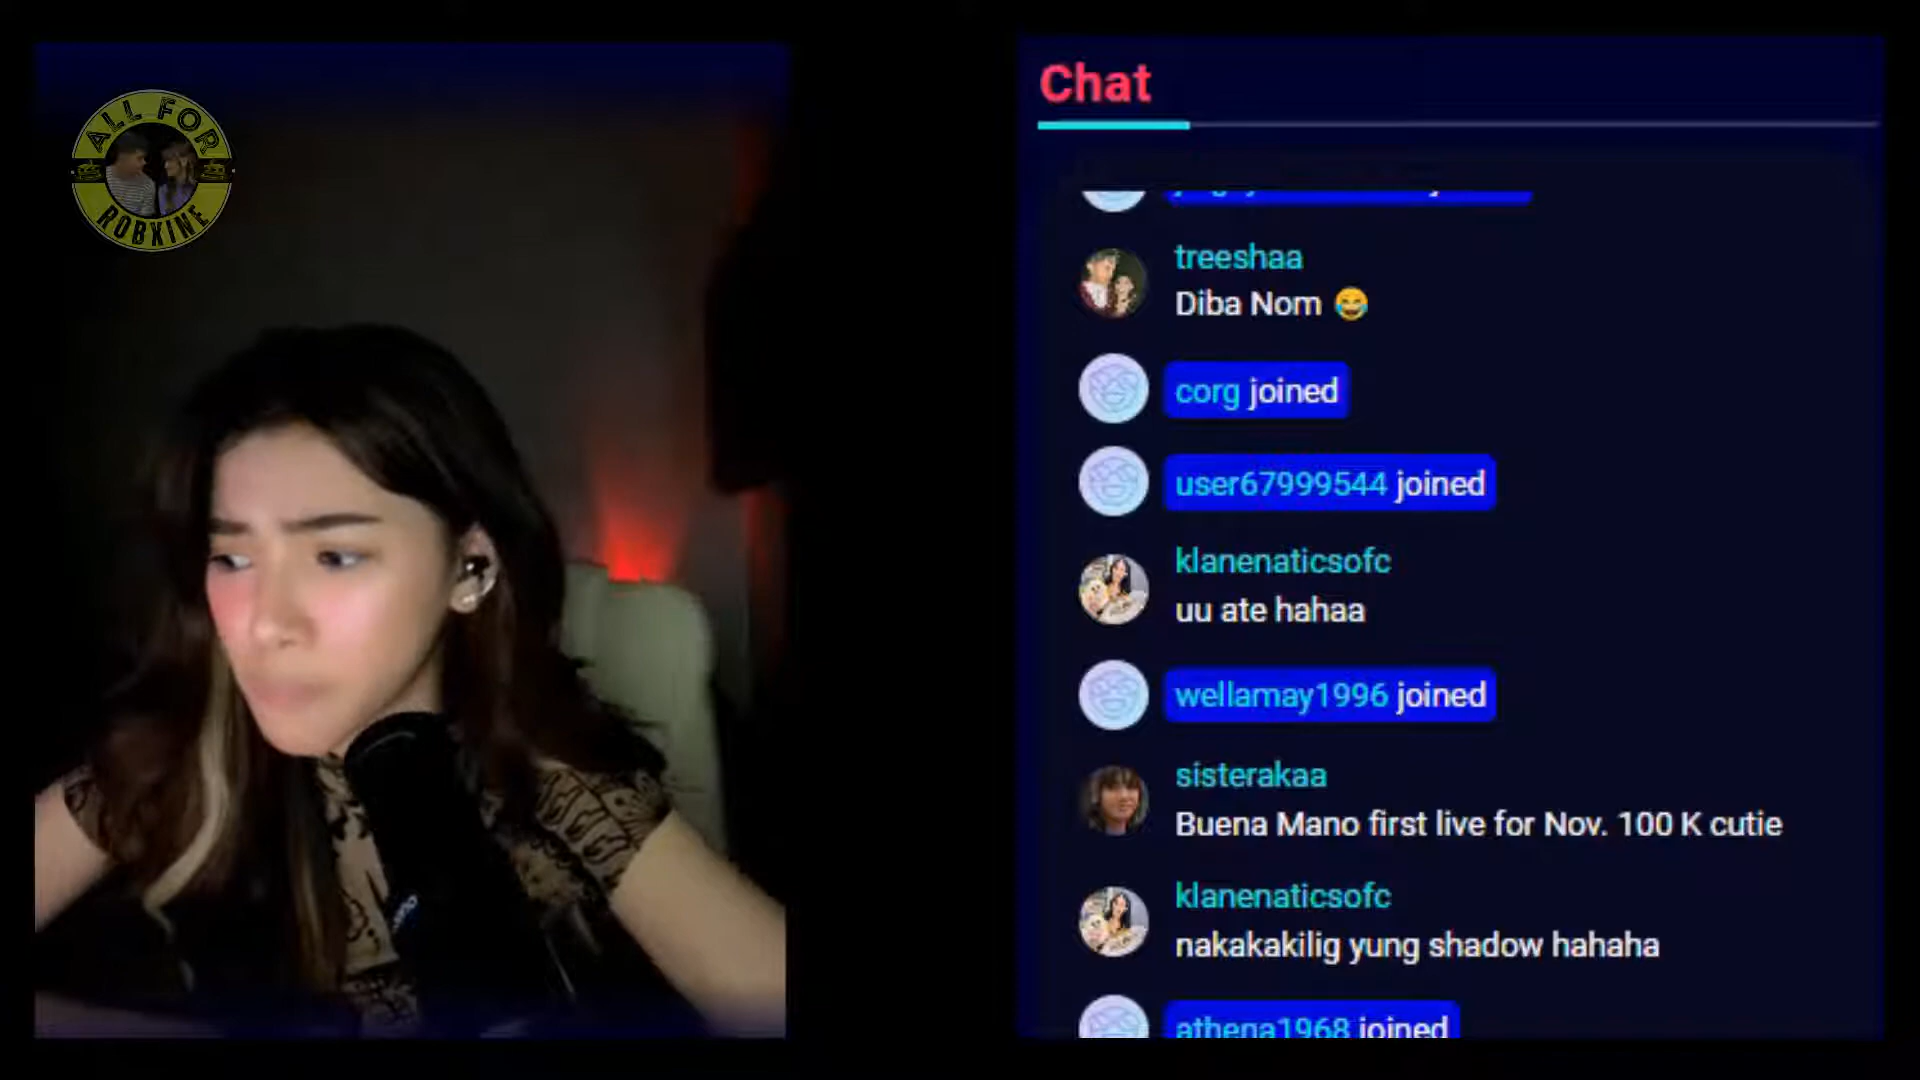 ALL FOR
ROBXINE
Chat
treeshaa
Diba Nom 😂
corg joined
user67999544 joined
klanenaticsofc
uu ate hahaa
wellamay1996 joined
sisterakaa
Buena Mano first live for Nov. 100 K cutie
klanenaticsofc
nakakakilig yung shadow hahaha
athena1968 joined